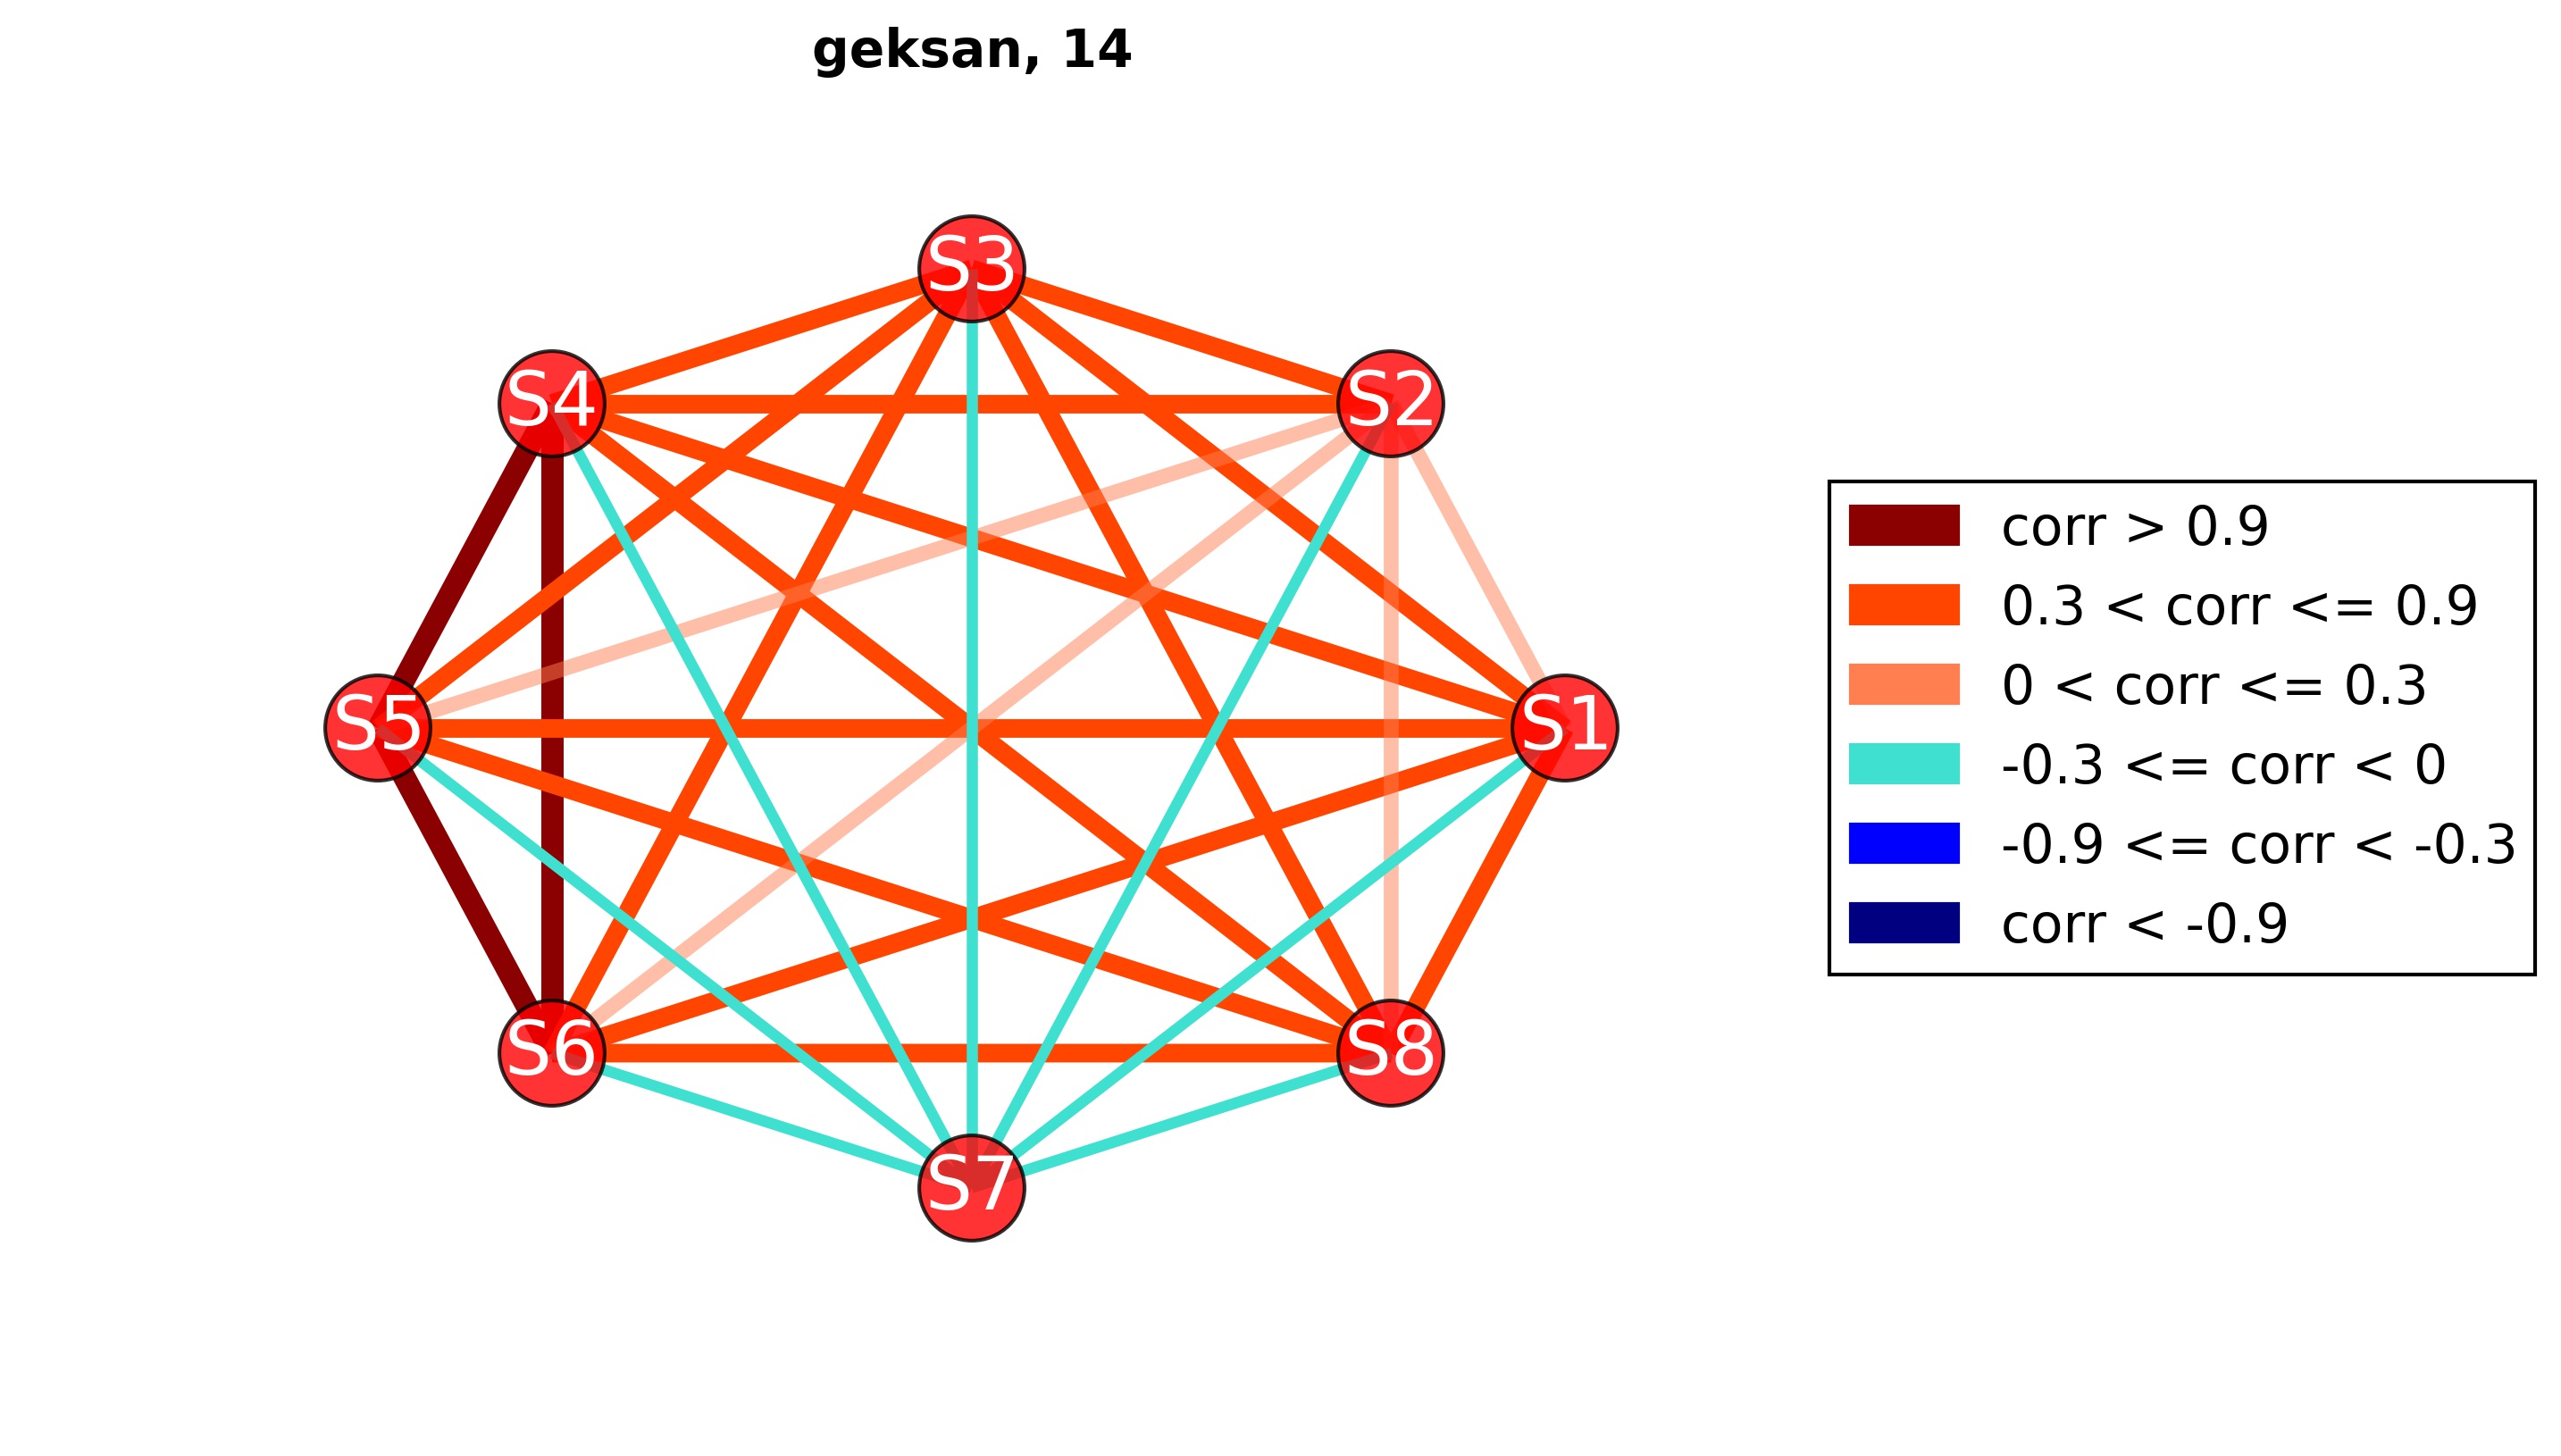 geksan, 14
S3
S4
S2
S5
S1
S6
S8
S7
corr > 0.9
0.3 < corr <= 0.9
0 < corr <= 0.3
-0.3 <= corr < 0
-0.9 <= corr < -0.3
corr < -0.9